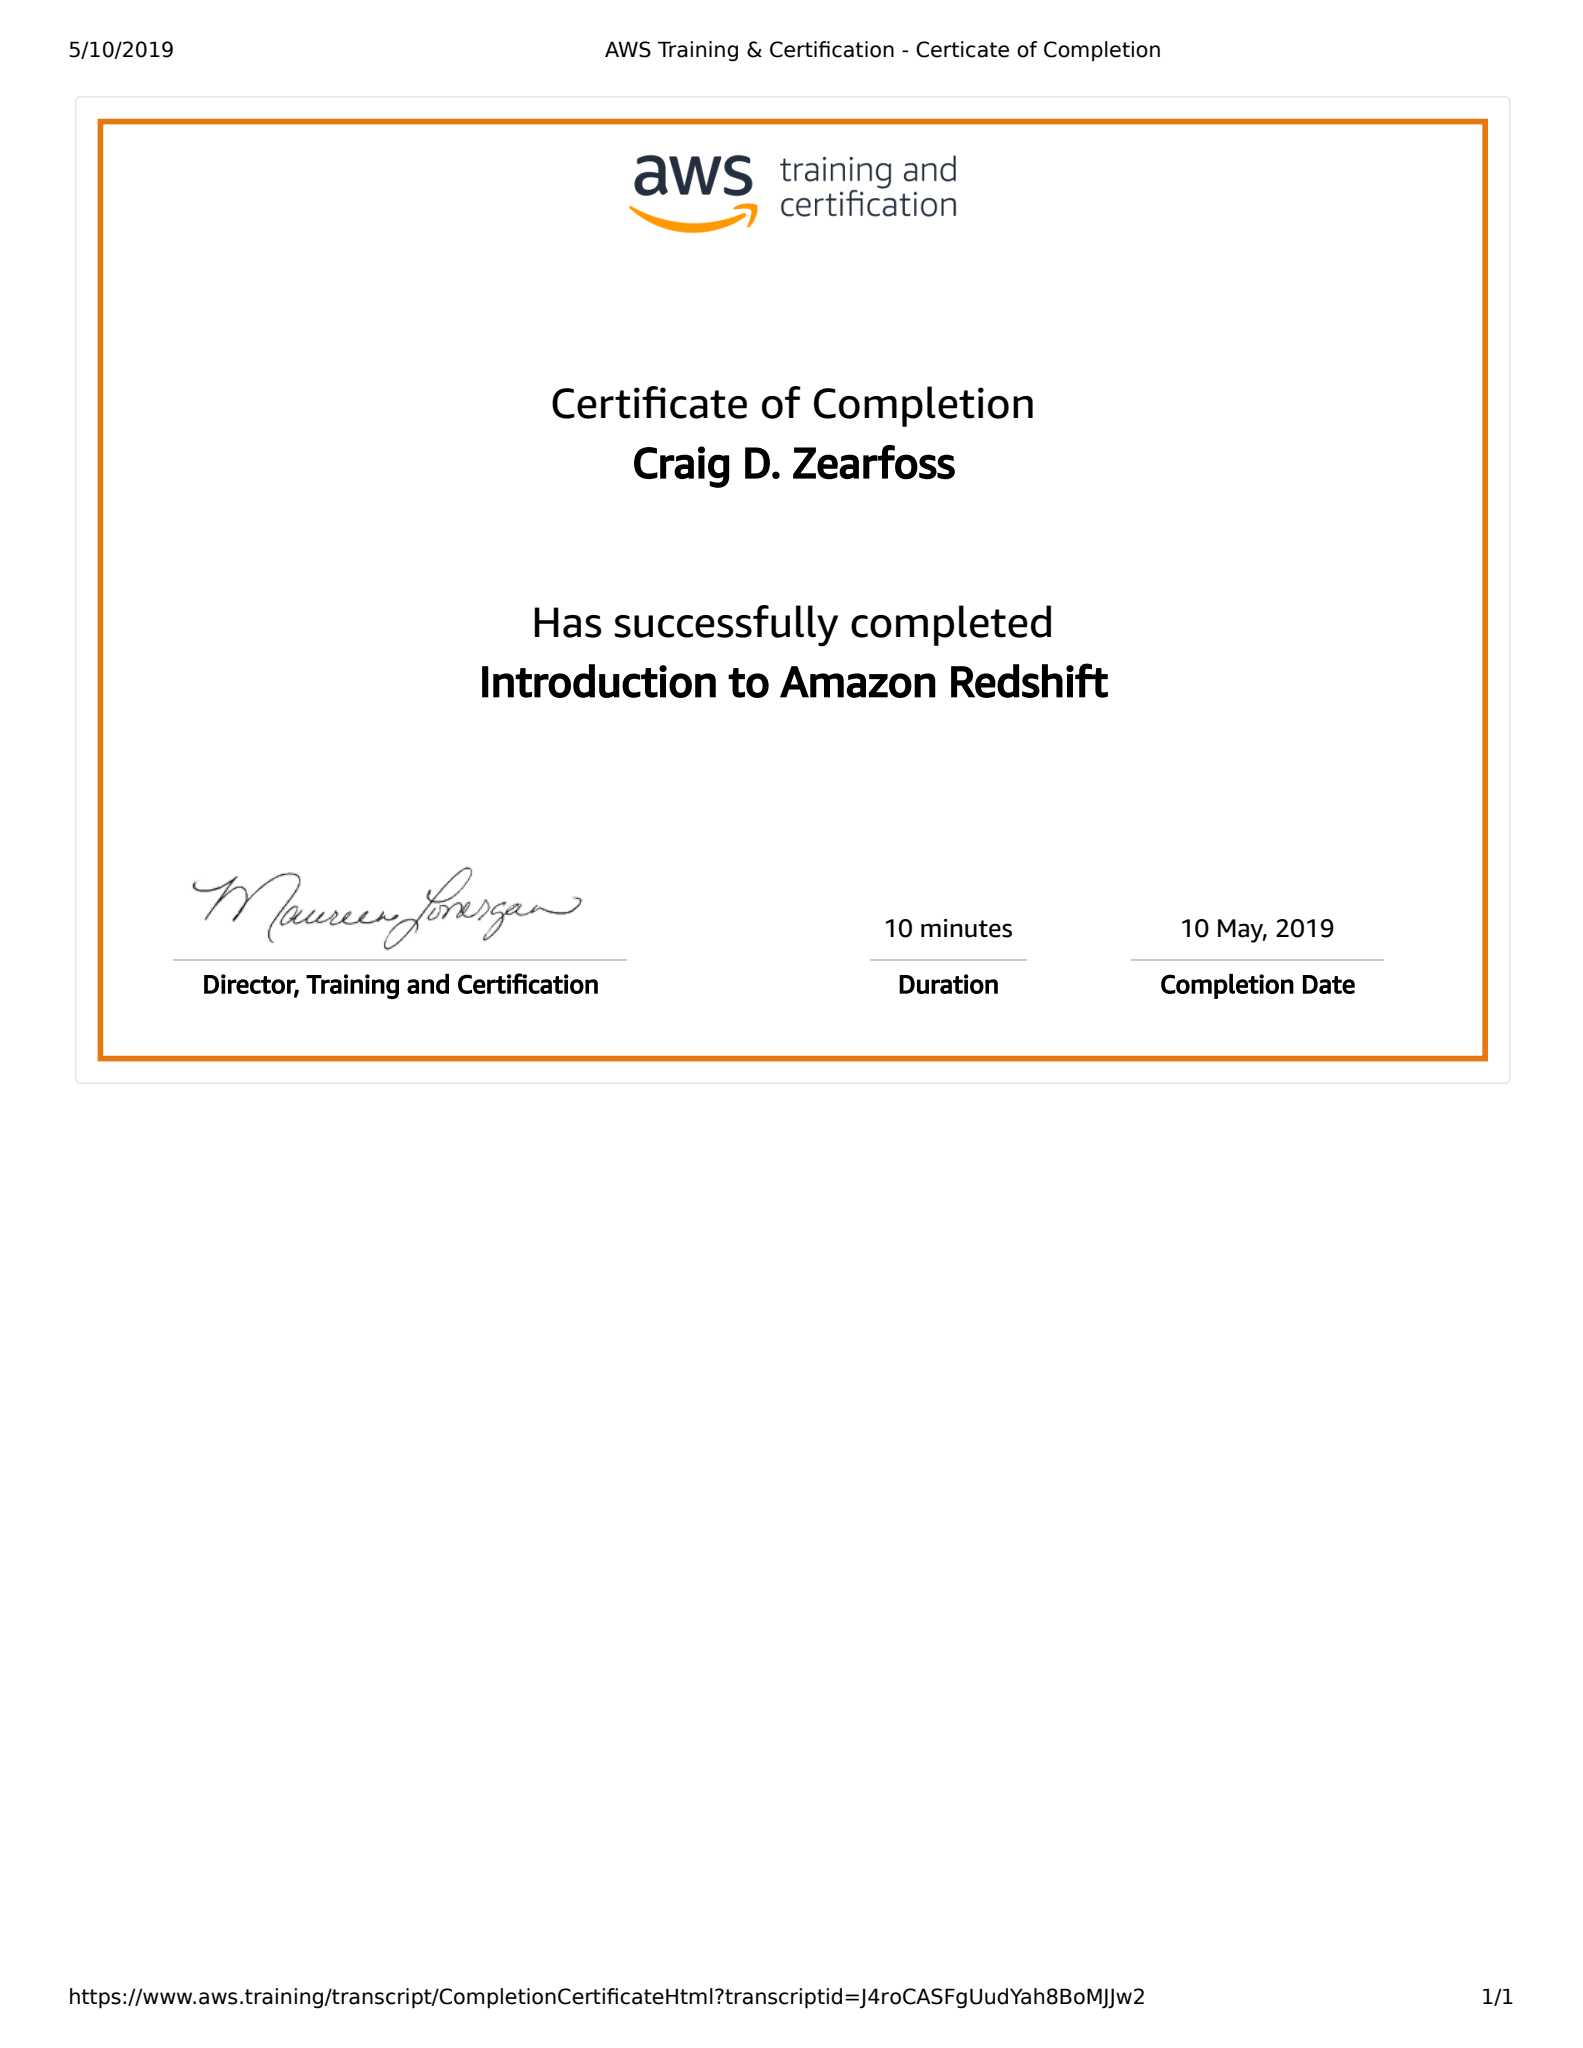 5/10/2019 AWS Training & Certification - Certicate of Completion
aws training and
certification
Certificate of Completion
Craig D. Zearfoss
Has successfully completed
Introduction to Amazon Redshift
Maureen Lonergan
10 minutes 10 May, 2019
Director, Training and Certification Duration Completion Date
https://www.aws.training/transcript/CompletionCertificateHtml?transcriptid=J4roCASFgUudYah8BoMJJw2 1/1